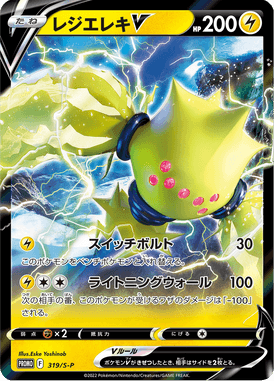 たね レジエレキV HP200
スイッチボルト 30
このポケモンをベンチポケモンと入れ替える。
ライトニングウォール 100
次の相手の番、このポケモンが受けるワザのダメージは「-100」
される。
弱点 ×2 抵抗力 にげる
Illus.Eske Yoshinob
Vルール
ポケモンVがきぜつしたとき、相手はサイドを2枚とる。
PROMO F 319/S-P
©2022 Pokémon/Nintendo/Creatures/GAME FREAK.